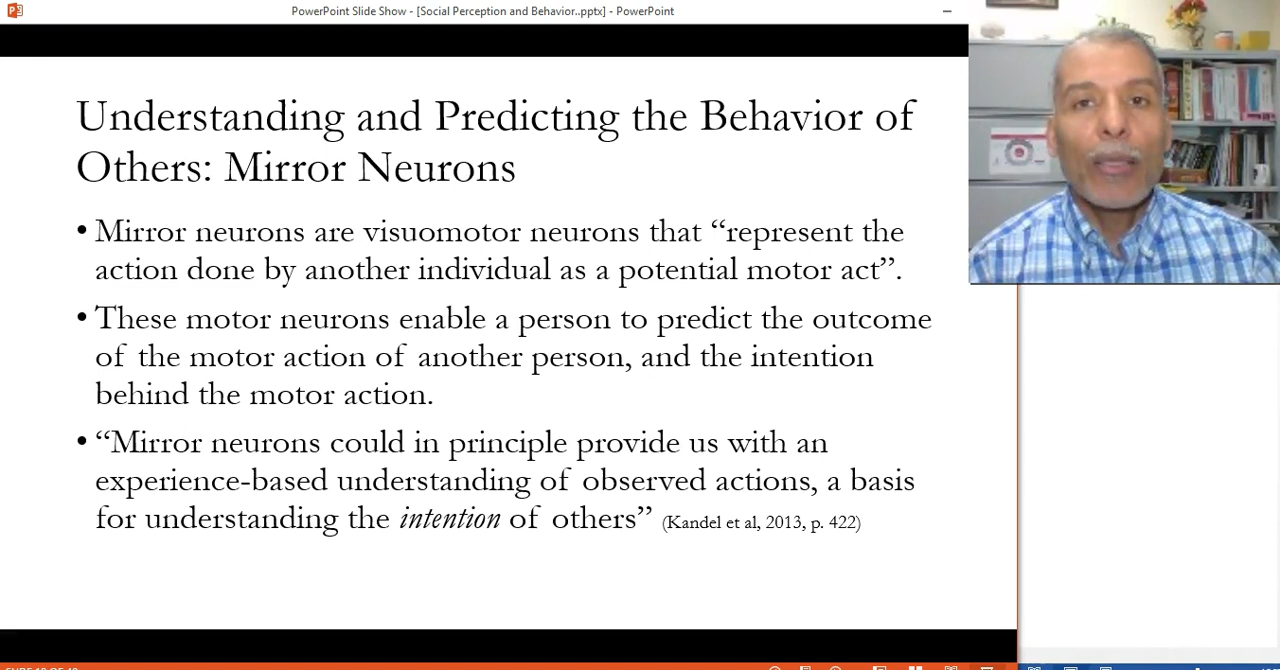 PowerPoint Slide Show - [Social Perception and Behavior..pptx] - PowerPoint
Understanding and Predicting the Behavior of
Others: Mirror Neurons
• Mirror neurons are visuomotor neurons that “represent the
action done by another individual as a potential motor act”.
• These motor neurons enable a person to predict the outcome
of the motor action of another person, and the intention
behind the motor action.
• “Mirror neurons could in principle provide us with an
experience-based understanding of observed actions, a basis
for understanding the intention of others” (Kandel et al, 2013, p. 422)